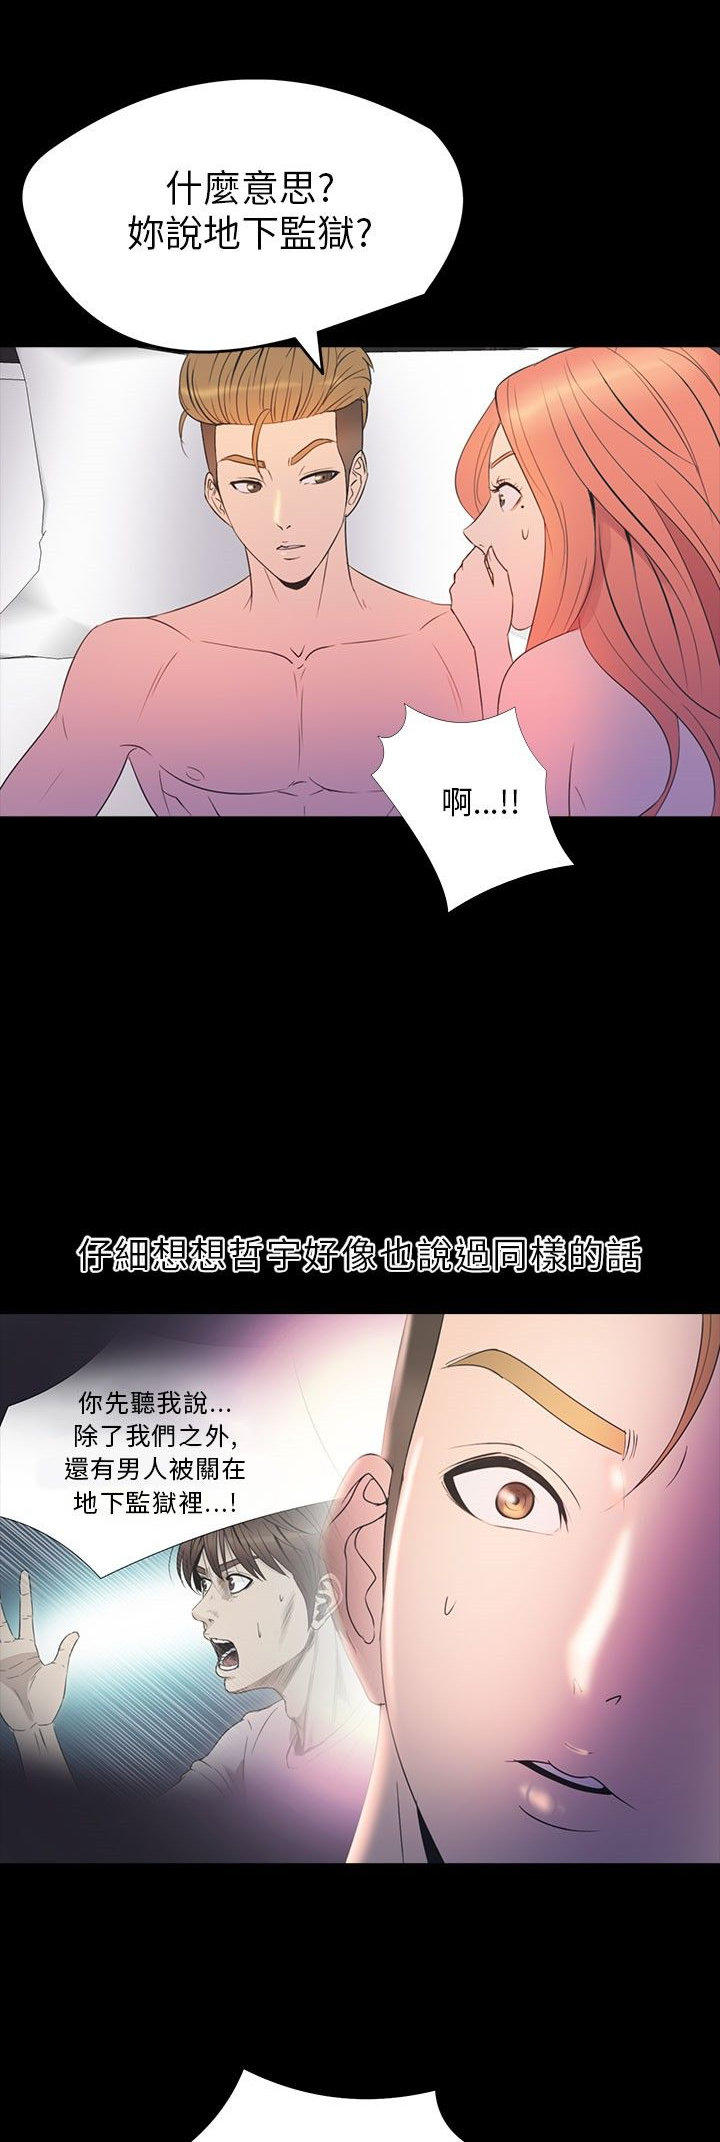 什麼意思?
妳說地下監獄?
啊...!!
仔細想想哲宇好像也說過同樣的話
你先聽我說...
除了我們之外,
還有男人被關在
地下監獄裡...!